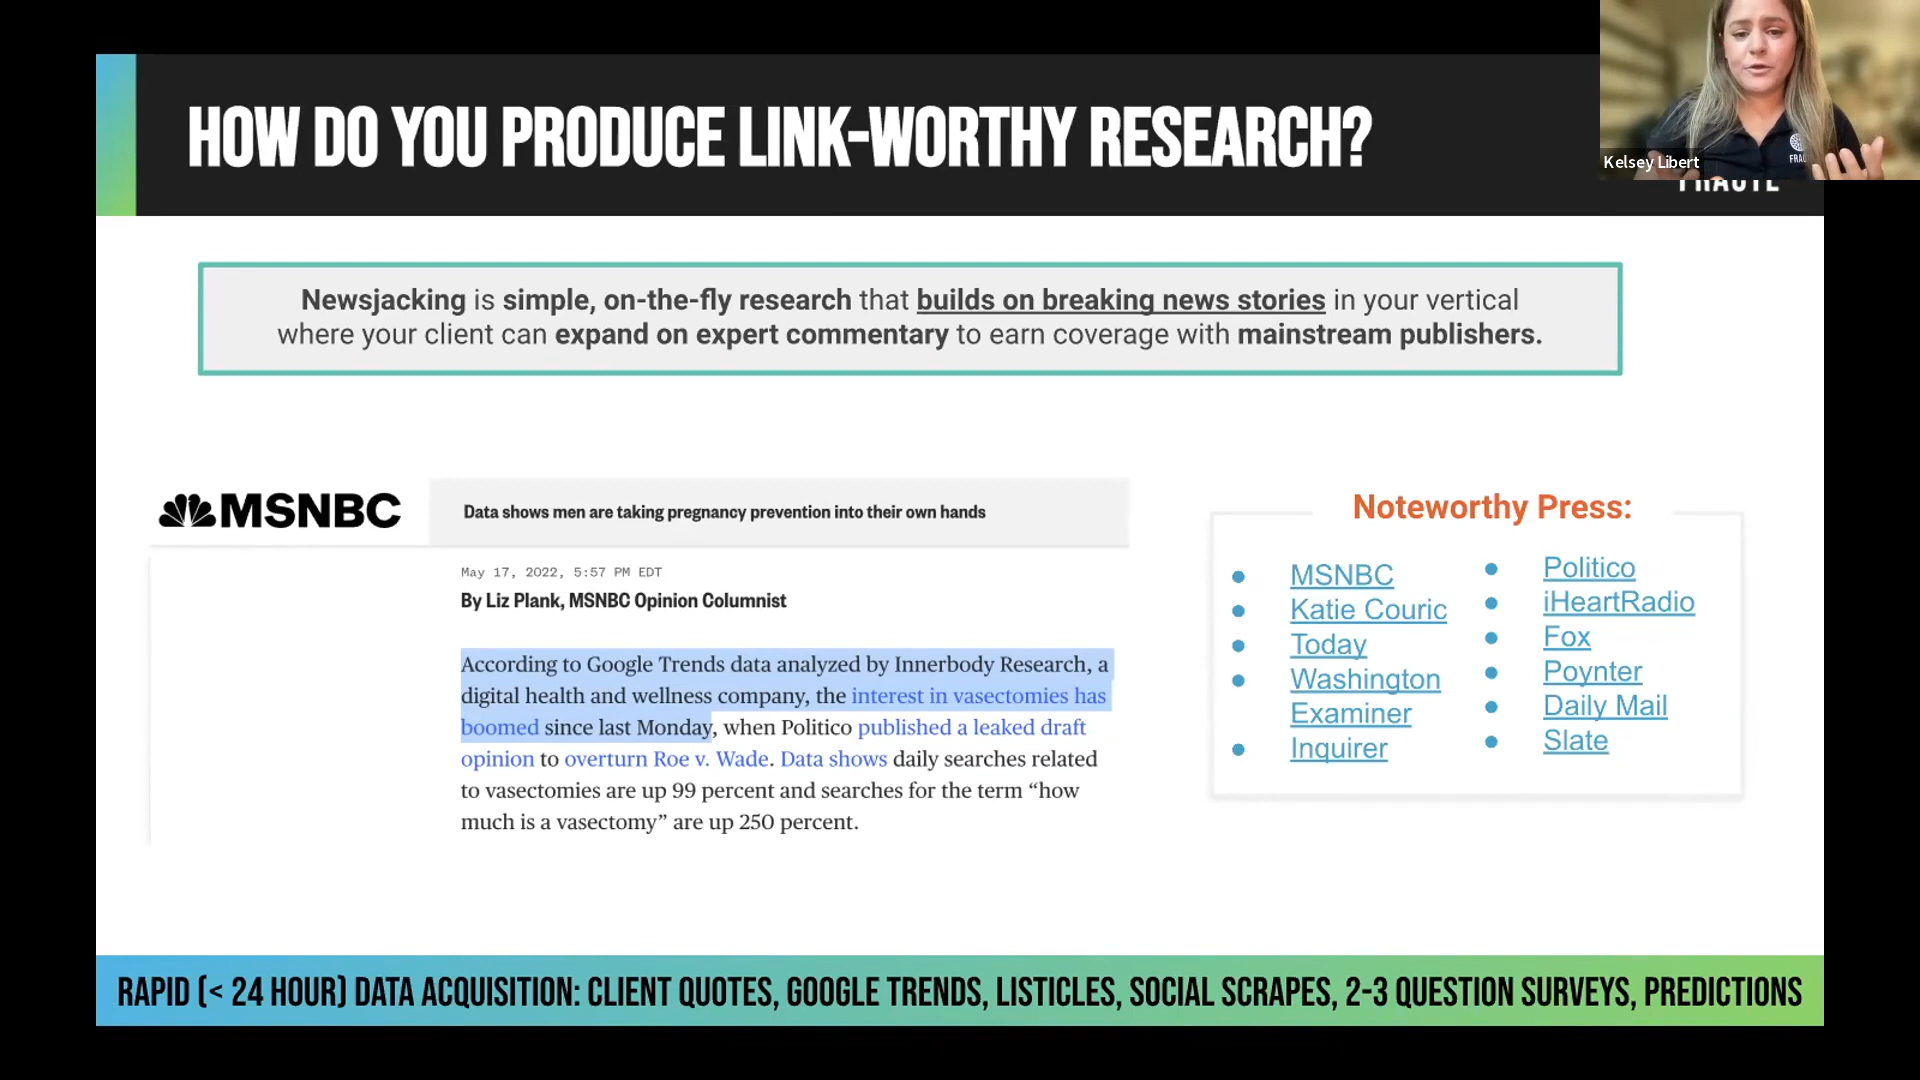 HOW DO YOU PRODUCE LINK-WORTHY RESEARCH?
Kelsey Libert
FRACTL
Newsjacking is simple, on-the-fly research that builds on breaking news stories in your vertical
where your client can expand on expert commentary to earn coverage with mainstream publishers.
MSNBC
Data shows men are taking pregnancy prevention into their own hands
May 17, 2022, 5:57 PM EDT
By Liz Plank, MSNBC Opinion Columnist
According to Google Trends data analyzed by Innerbody Research, a
digital health and wellness company, the interest in vasectomies has
boomed since last Monday, when Politico published a leaked draft
opinion to overturn Roe v. Wade. Data shows daily searches related
to vasectomies are up 99 percent and searches for the term “how
much is a vasectomy” are up 250 percent.
Noteworthy Press:
MSNBC
Katie Couric
Today
Washington
Examiner
Inquirer
Politico
iHeartRadio
Fox
Poynter
Daily Mail
Slate
RAPID (< 24 HOUR) DATA ACQUISITION: CLIENT QUOTES, GOOGLE TRENDS, LISTICLES, SOCIAL SCRAPES, 2-3 QUESTION SURVEYS, PREDICTIONS